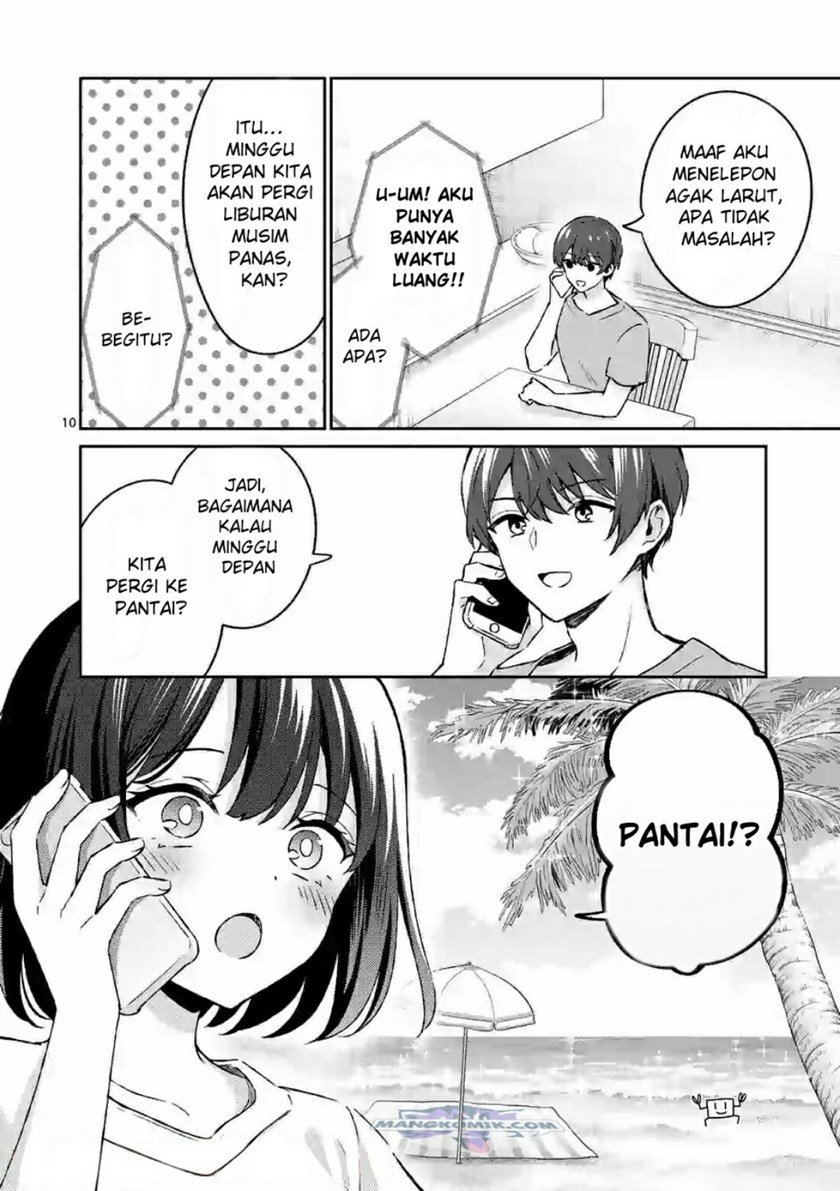 MAAF AKU
MENELEPON
AGAK LARUT,
APA TIDAK
MASALAH?
U-UM! AKU
PUNYA
BANYAK
WAKTU
LUANG!!
ADA
APA?
ITU...
MINGGU
DEPAN KITA
AKAN PERGI
LIBURAN
MUSIM
PANAS,
KAN?
BE-
BEGITU?
10
JADI,
BAGAIMANA
KALAU
MINGGU
DEPAN
KITA
PERGI KE
PANTAI?
PANTAI!?
MANGKOMIK.COM